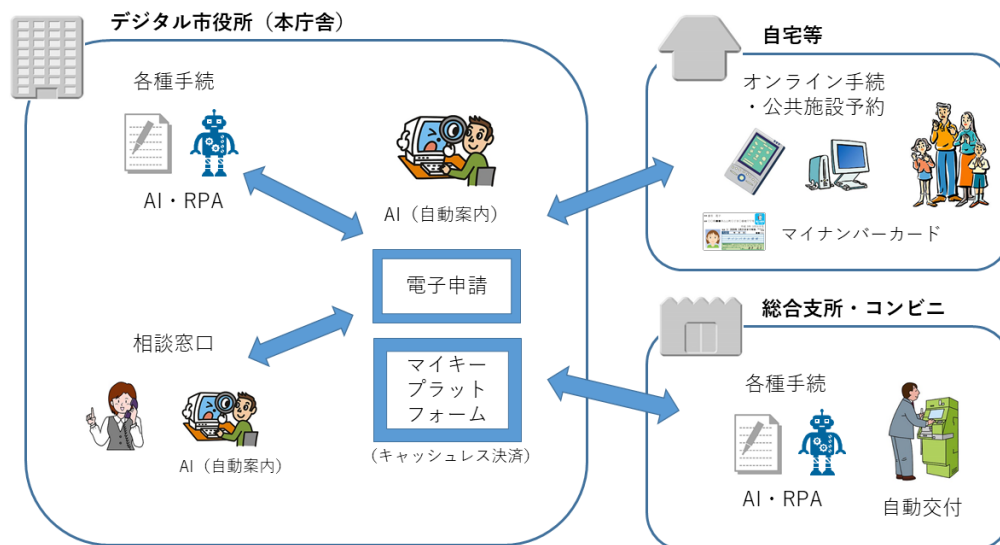 デジタル市役所（本庁舎）
各種手続
AI・RPA
AI（自動案内）
電子申請
相談窓口
AI（自動案内）
マイキー
プラット
フォーム
（キャッシュレス決済）
自宅等
オンライン手続
・公共施設予約
マイナンバーカード
総合支所・コンビニ
各種手続
AI・RPA
自動交付